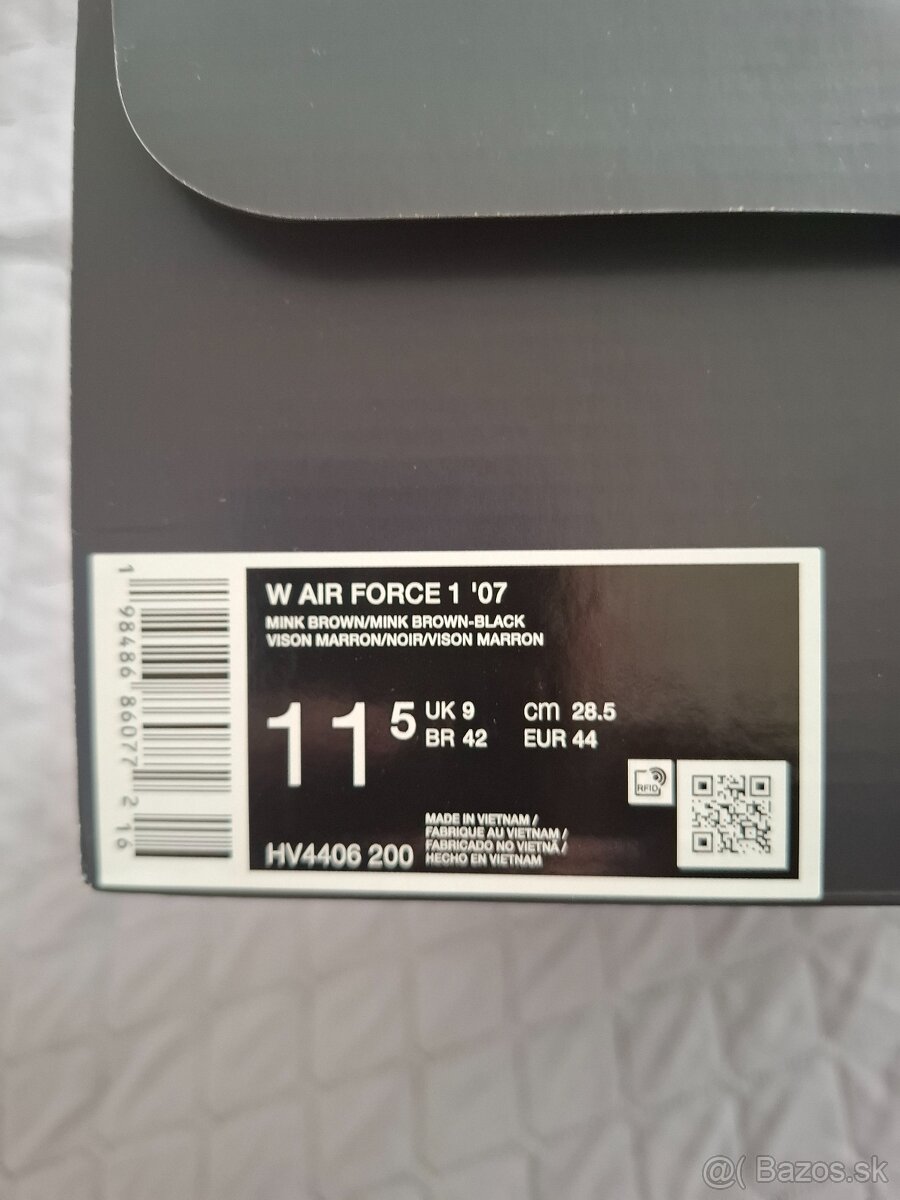 W AIR FORCE 1 '07
MINK BROWN/MINK BROWN-BLACK
VISON MARRON/NOIR/VISON MARRON
11 5
UK 9 cm 28.5
BR 42 EUR 44
RFID
MADE IN VIETNAM /
FABRIQUE AU VIETNAM /
FABRICADO NO VIETNÃ /
HECHO EN VIETNAM
HV4406 200
1 98486 86077 2 16
@( Bazos.sk